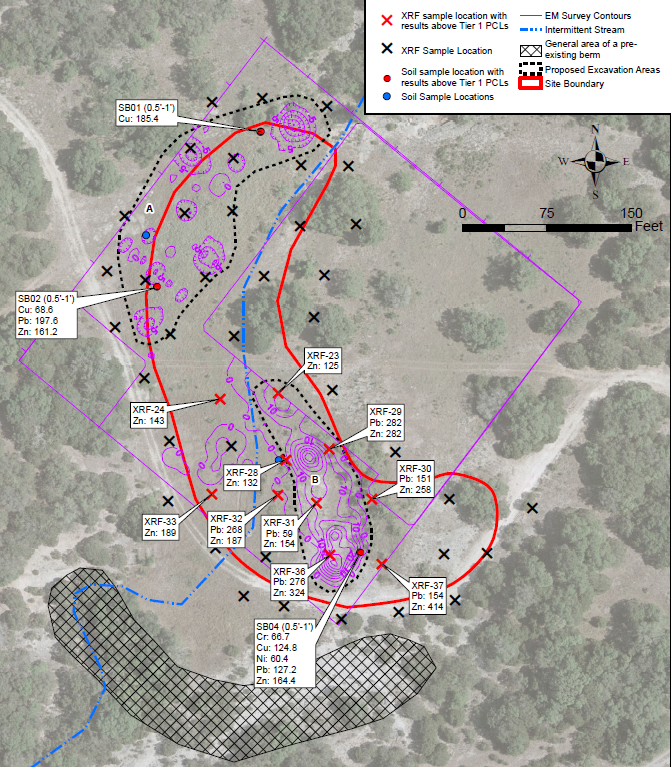 XRF sample location with
results above Tier 1 PCLs
XRF Sample Location
Soil sample location with
results above Tier 1 PCLs
Soil Sample Locations
EM Survey Contours
Intermittent Stream
General area of a pre-
existing berm
Proposed Excavation Areas
Site Boundary
N
W
E
S
0
75
150
Feet
SB01 (0.5'-1')
Cu: 185.4
A
SB02 (0.5'-1')
Cu: 68.6
Pb: 197.6
Zn: 161.2
XRF-23
Zn: 125
XRF-24
Zn: 143
XRF-29
Pb: 282
Zn: 282
XRF-28
Zn: 132
B
XRF-30
Pb: 151
Zn: 258
XRF-33
Zn: 189
XRF-32
Pb: 268
Zn: 187
XRF-31
Pb: 59
Zn: 154
XRF-36
Pb: 276
Zn: 324
XRF-37
Pb: 154
Zn: 414
SB04 (0.5'-1')
Cr: 66.7
Cu: 124.8
Ni: 60.4
Pb: 127.2
Zn: 164.4